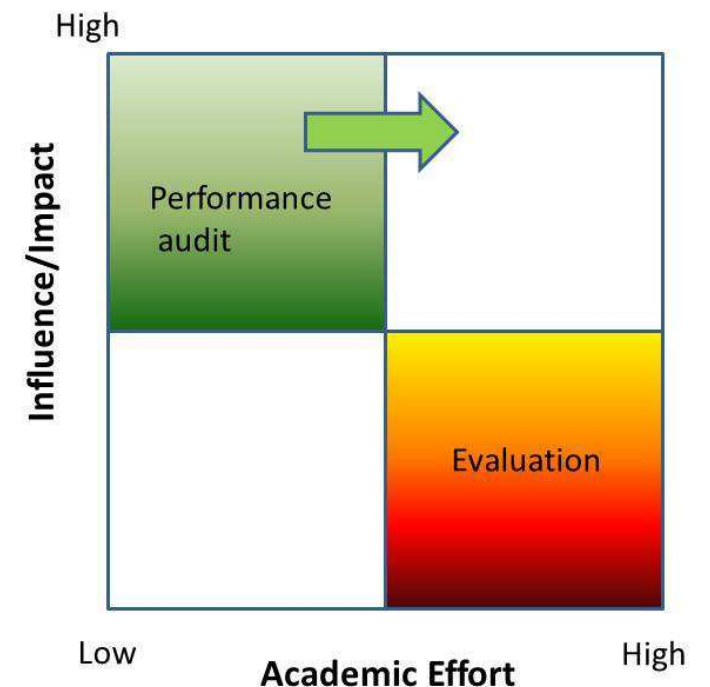 High
Influence/Impact
Performance
audit
Evaluation
Low
High
Academic Effort